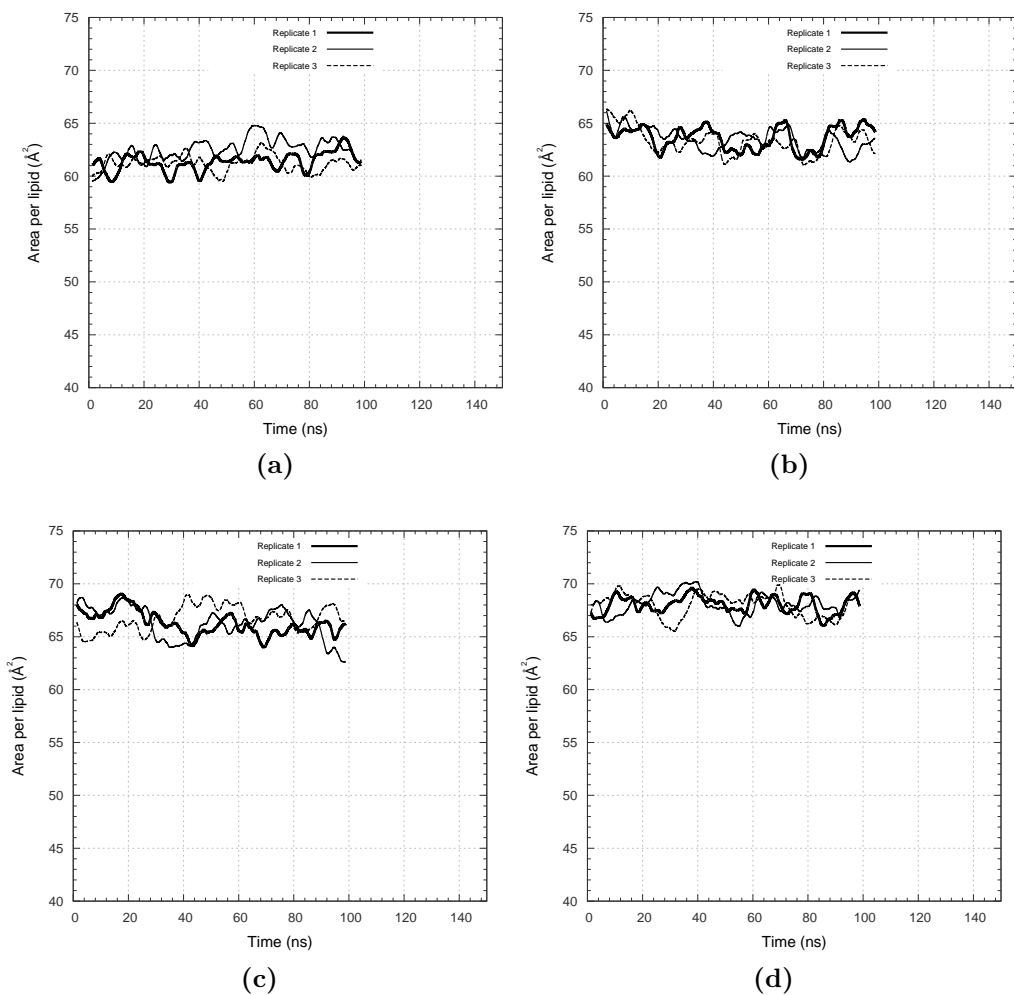 Replicate 1
Replicate 2
Replicate 3
75
70
65
60
55
50
45
40
Area per lipid (Å²)
0 20 40 60 80 100 120 140
Time (ns)
(a)
Replicate 1
Replicate 2
Replicate 3
75
70
65
60
55
50
45
40
Area per lipid (Å²)
0 20 40 60 80 100 120 140
Time (ns)
(b)
Replicate 1
Replicate 2
Replicate 3
75
70
65
60
55
50
45
40
Area per lipid (Å²)
0 20 40 60 80 100 120 140
Time (ns)
(c)
Replicate 1
Replicate 2
Replicate 3
75
70
65
60
55
50
45
40
Area per lipid (Å²)
0 20 40 60 80 100 120 140
Time (ns)
(d)